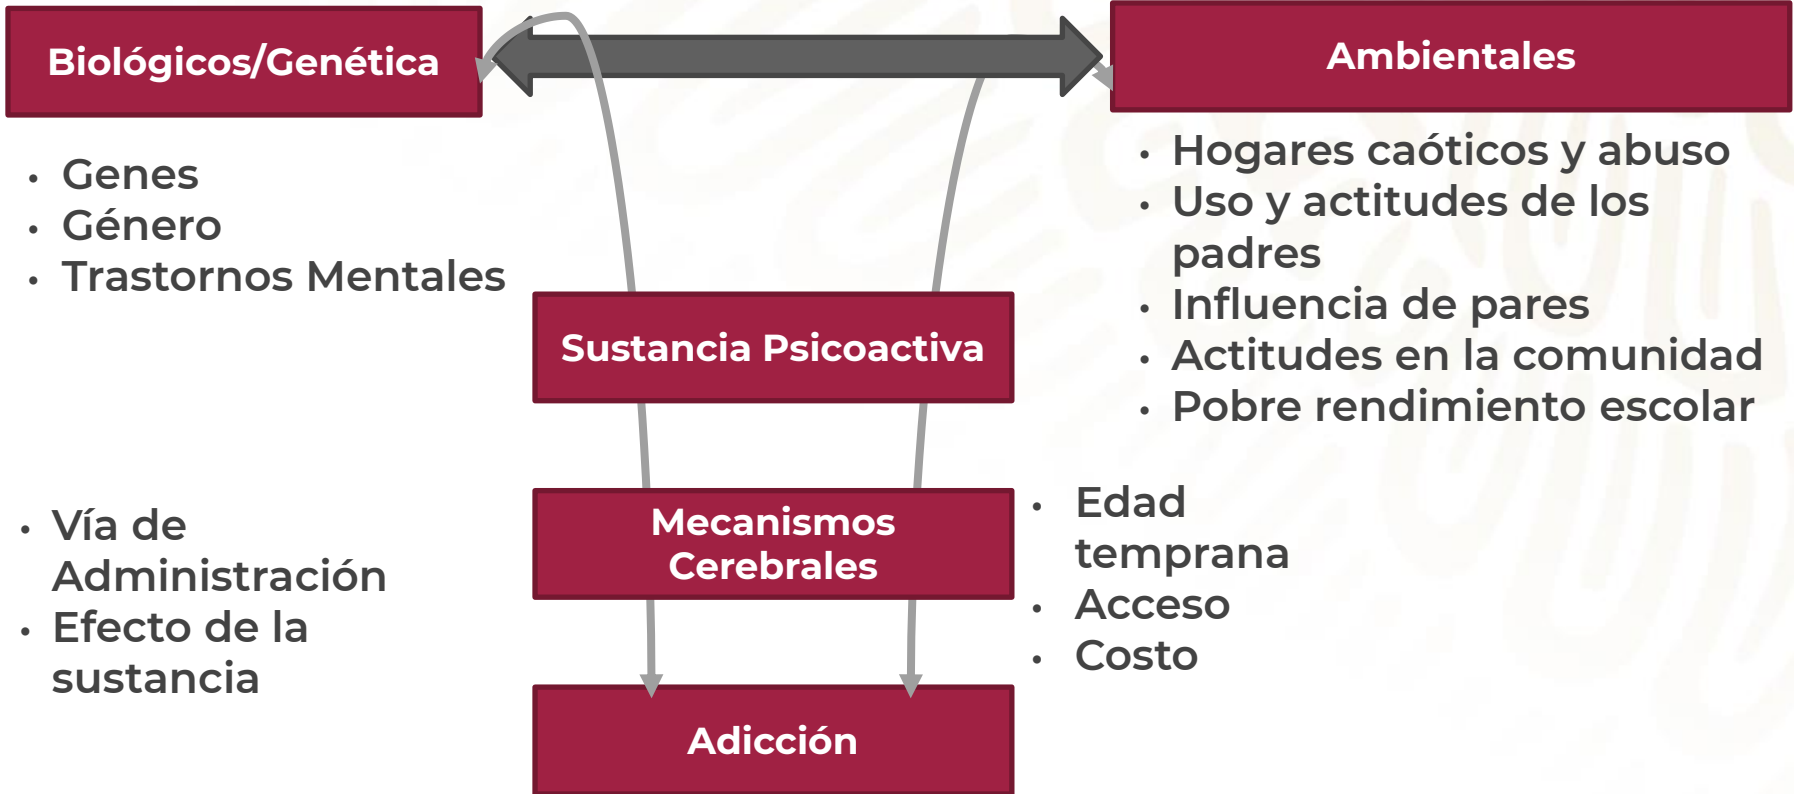 Biológicos/Genética
Ambientales
• Genes
• Género
• Trastornos Mentales
• Hogares caóticos y abuso
• Uso y actitudes de los
padres
• Influencia de pares
• Actitudes en la comunidad
• Pobre rendimiento escolar
Sustancia Psicoactiva
Mecanismos
Cerebrales
• Vía de
Administración
• Efecto de la
sustancia
• Edad
temprana
• Acceso
• Costo
Adicción